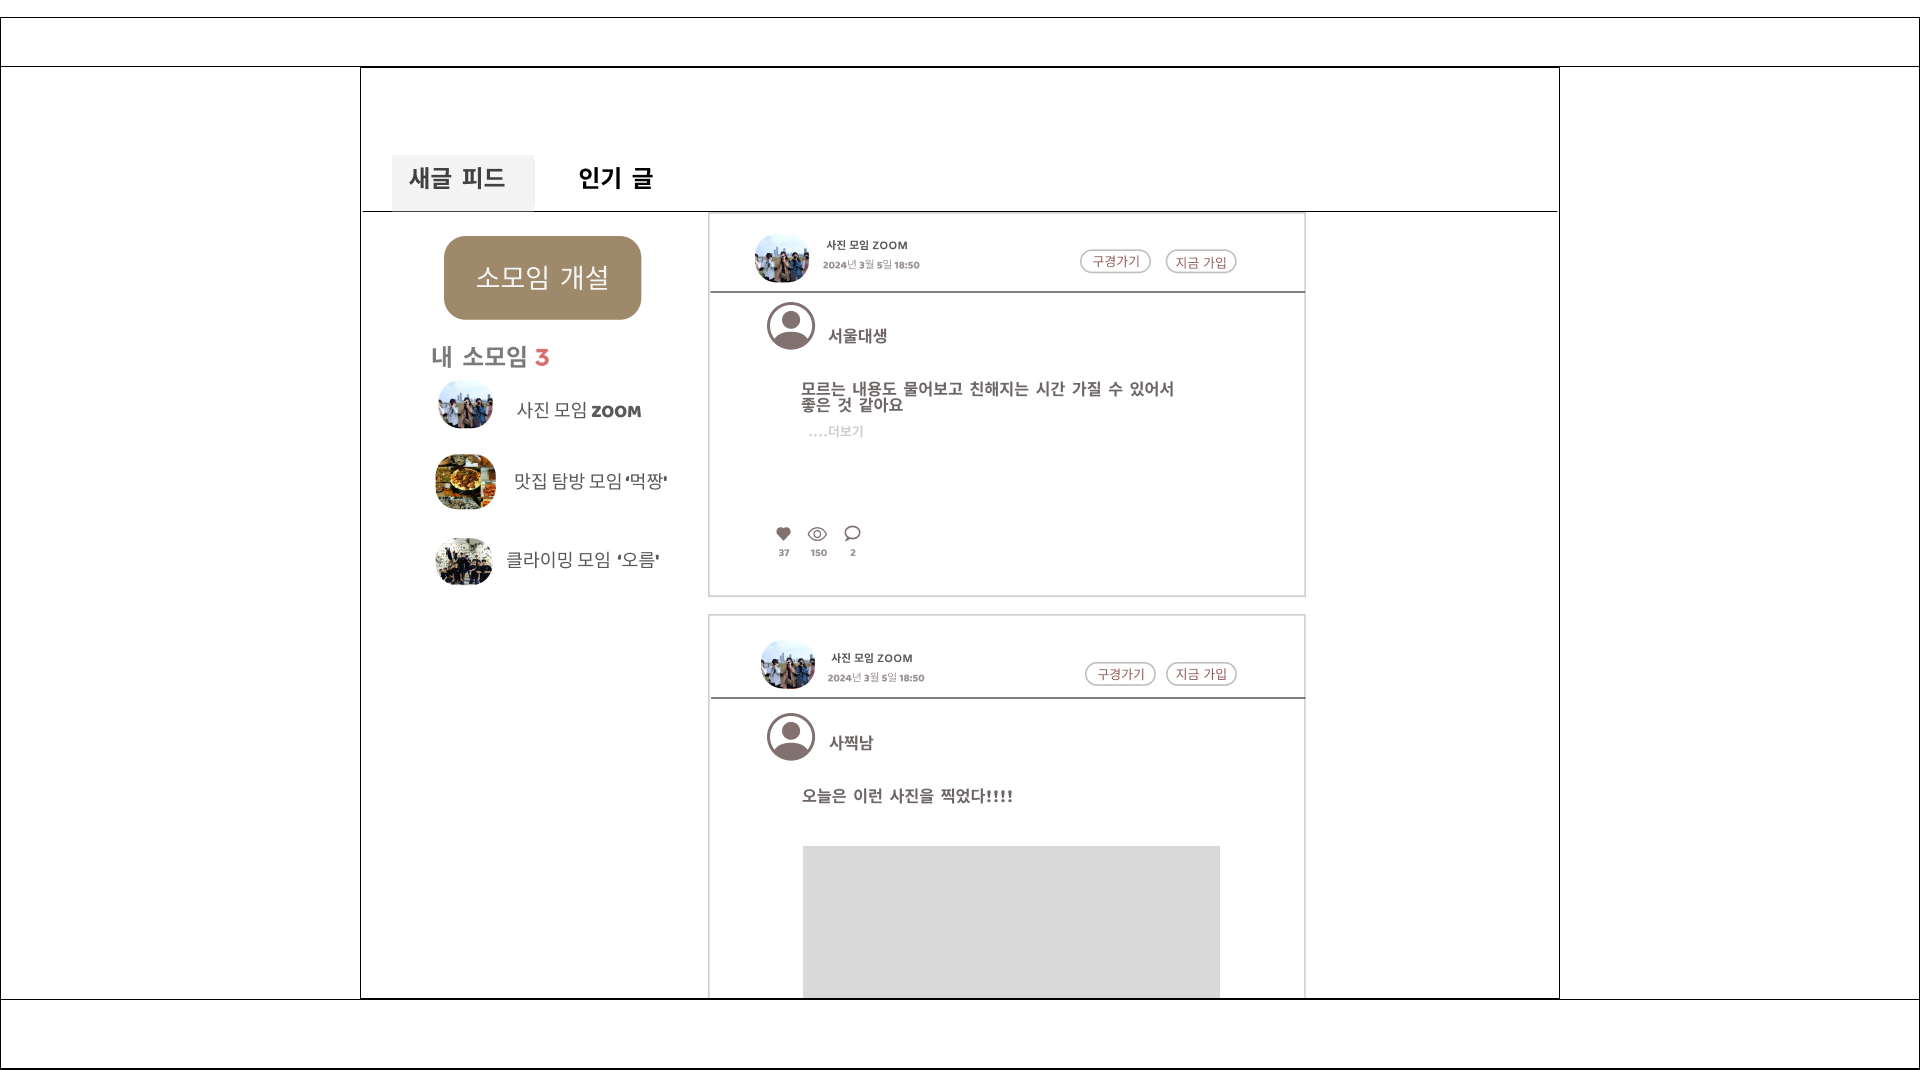 새글 피드
인기 글
소모임 개설
내 소모임 3
사진 모임 ZOOM
맛집 탐방 모임 '먹짱'
클라이밍 모임 '오름'
사진 모임 ZOOM
2024년 3월 5일 18:50
구경가기
지금 가입
서울대생
모르는 내용도 물어보고 친해지는 시간 가질 수 있어서
좋은 것 같아요
....더보기
37
150
2
사진 모임 ZOOM
2024년 3월 5일 18:50
구경가기
지금 가입
사찍남
오늘은 이런 사진을 찍었다!!!!